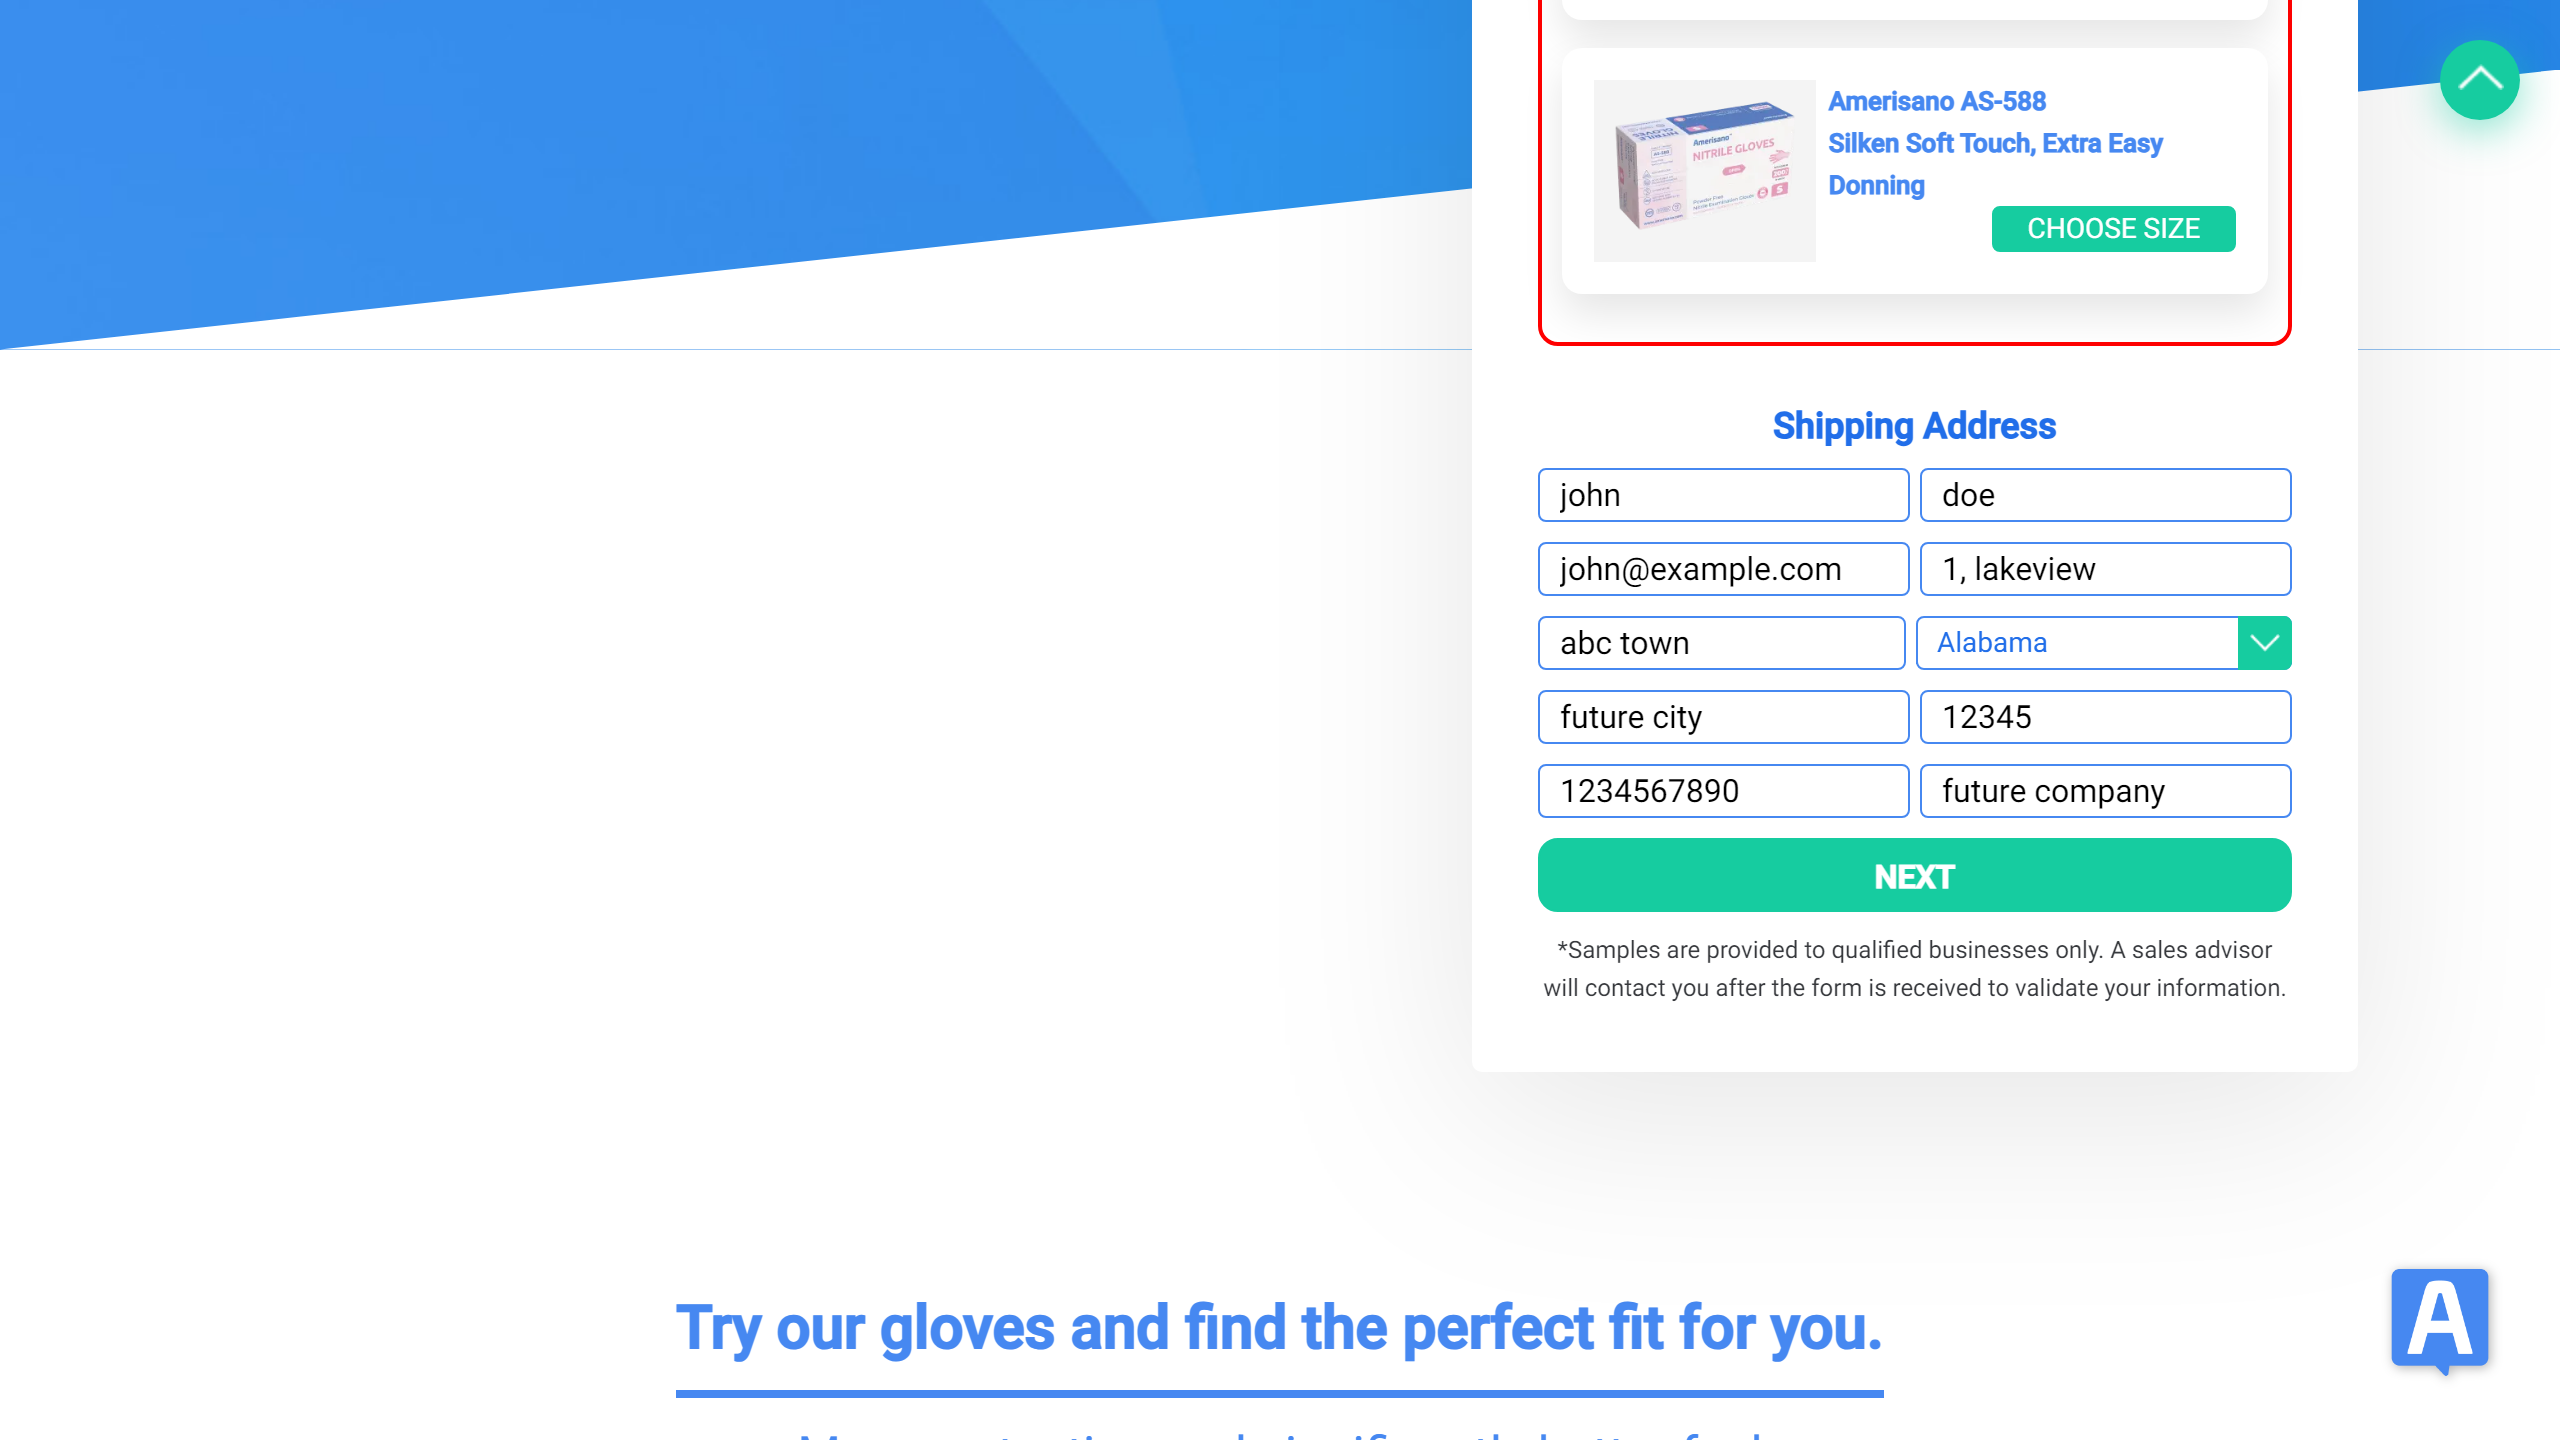 Amerisano AS-588
Silken Soft Touch, Extra Easy
Donning
Amerisano
NITRILE GLOVES
CHOOSE SIZE
Shipping Address
john
doe
john@example.com
1, lakeview
abc town
Alabama
future city
12345
1234567890
future company
NEXT
*Samples are provided to qualified businesses only. A sales advisor
will contact you after the form is received to validate your information.
Try our gloves and find the perfect fit for you.
A